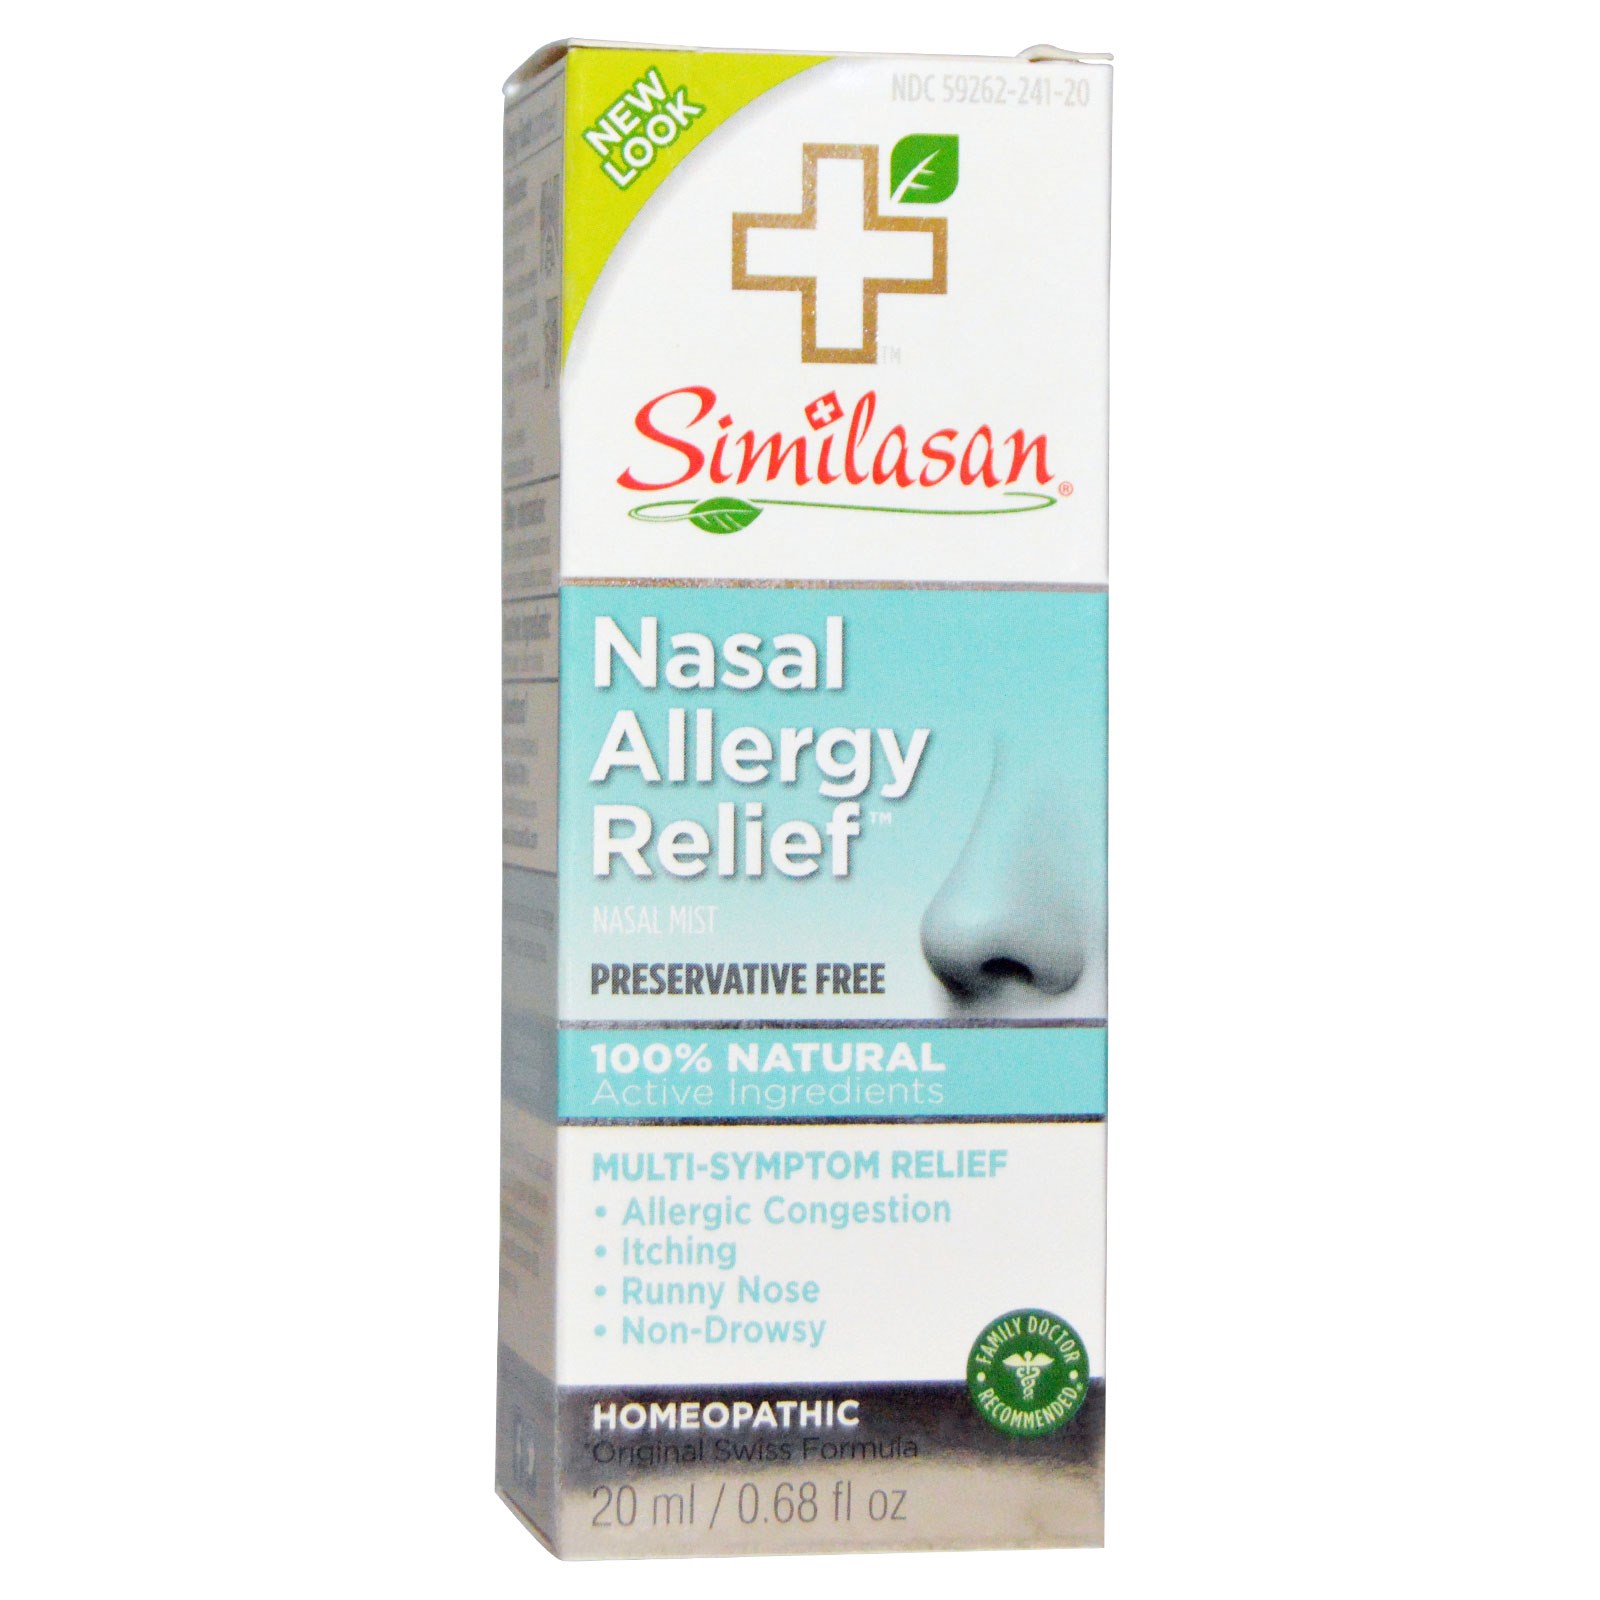 NEW
LOOK
NDC 59262-241-20
TM
Similasan®
Nasal
Allergy
Relief™
NASAL MIST
PRESERVATIVE FREE
100% NATURAL
Active Ingredients
MULTI-SYMPTOM RELIEF
• Allergic Congestion
• Itching
• Runny Nose
• Non-Drowsy
• FAMILY DOCTOR •
RECOMMENDED®
HOMEOPATHIC
Original Swiss Formula
20 ml / 0.68 fl oz